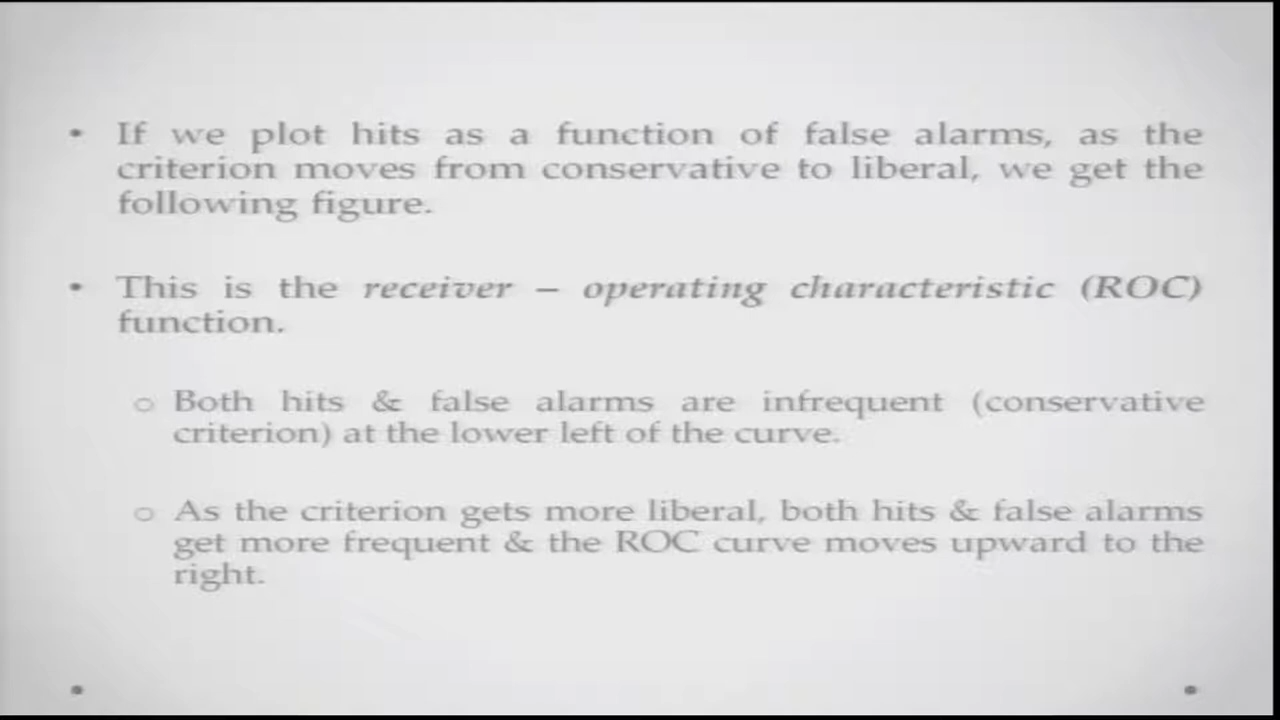 • If we plot hits as a function of false alarms, as the
criterion moves from conservative to liberal, we get the
following figure.
• This is the receiver – operating characteristic (ROC)
function.
o Both hits & false alarms are infrequent (conservative
criterion) at the lower left of the curve.
o As the criterion gets more liberal, both hits & false alarms
get more frequent & the ROC curve moves upward to the
right.